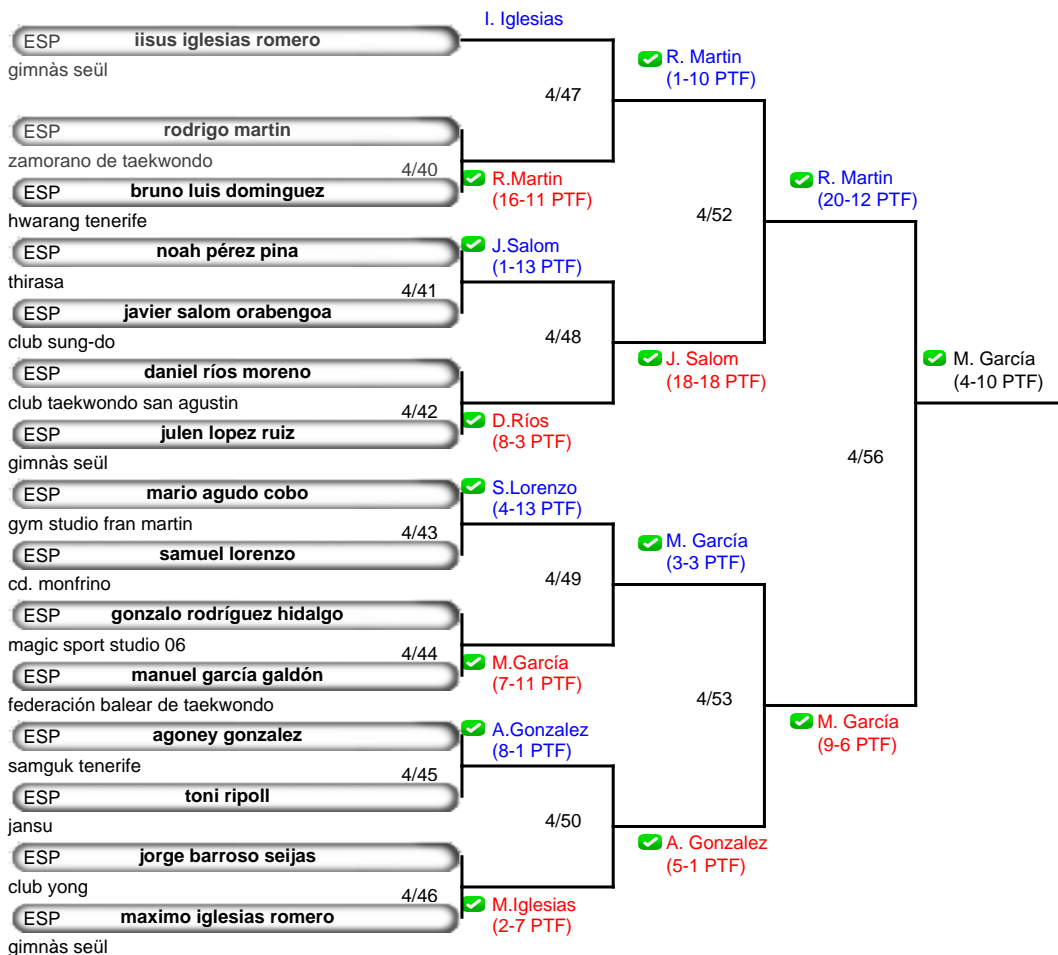 I. Iglesias
ESP iisus iglesias romero
gimnàs seül
R. Martin
(1-10 PTF)
4/47
ESP rodrigo martin
zamorano de taekwondo
4/40
R.Martin
(16-11 PTF)
ESP bruno luis dominguez
hwarang tenerife
R. Martin
(20-12 PTF)
4/52
ESP noah pérez pina
thirasa
J.Salom
(1-13 PTF)
4/41
ESP javier salom orabengoa
club sung-do
4/48
J. Salom
(18-18 PTF)
ESP daniel ríos moreno
club taekwondo san agustin
4/42
D.Ríos
(8-3 PTF)
ESP julen lopez ruiz
gimnàs seül
M. García
(4-10 PTF)
4/56
ESP mario agudo cobo
gym studio fran martin
S.Lorenzo
(4-13 PTF)
4/43
ESP samuel lorenzo
cd. monfrino
M. García
(3-3 PTF)
4/49
ESP gonzalo rodríguez hidalgo
magic sport studio 06
4/44
M.García
(7-11 PTF)
ESP manuel garcía galdón
federación balear de taekwondo
4/53
M. García
(9-6 PTF)
ESP agoney gonzalez
samguk tenerife
A.Gonzalez
(8-1 PTF)
4/45
ESP toni ripoll
jansu
4/50
A. Gonzalez
(5-1 PTF)
ESP jorge barroso seijas
club yong
4/46
M.Iglesias
(2-7 PTF)
ESP maximo iglesias romero
gimnàs seül